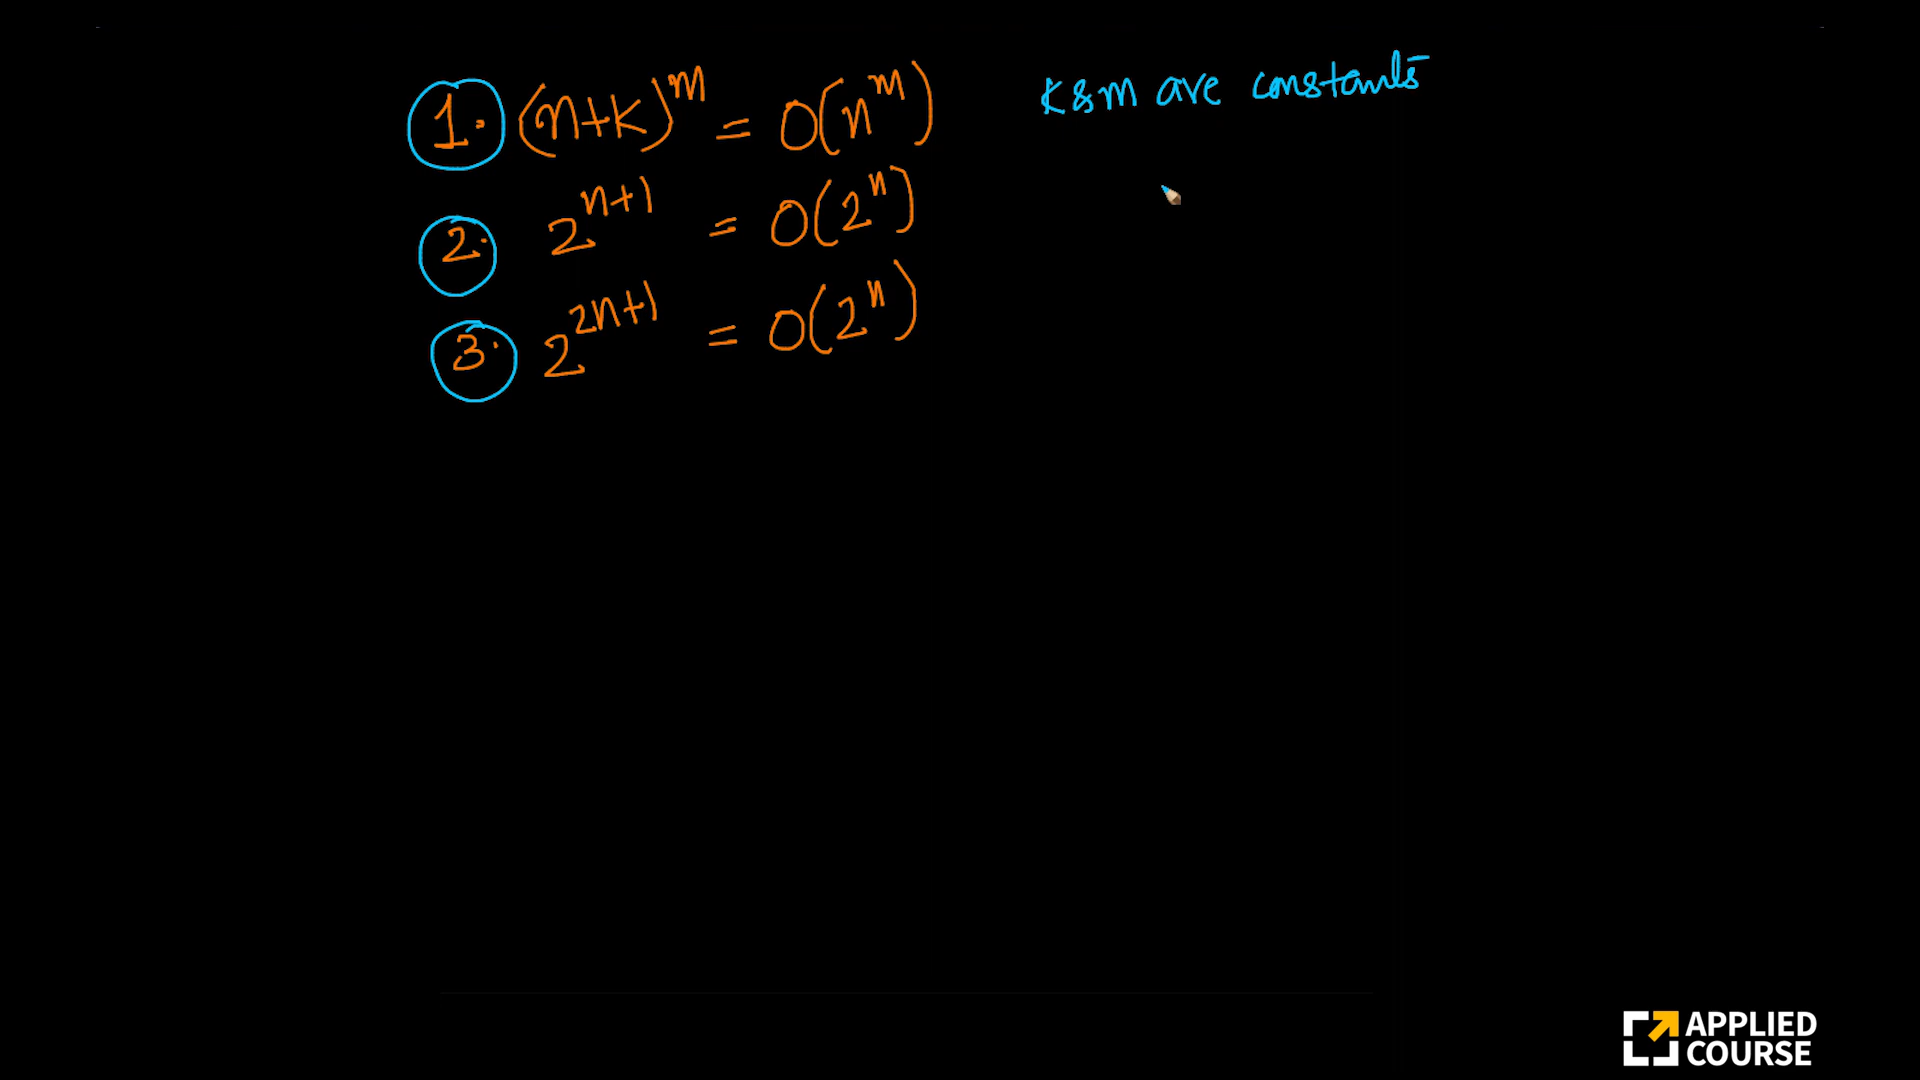 1. (n+k)^m = O(n^m) K & m are constants
2. 2^{n+1} = O(2^n)
3. 2^{2n+1} = O(2^n)
APPLIED
COURSE